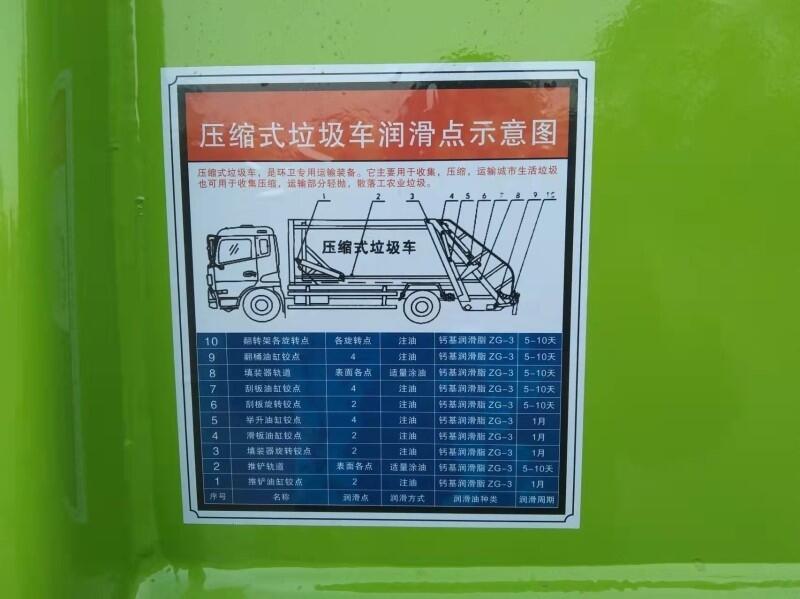 压缩式垃圾车润滑点示意图
压缩式垃圾车，是环卫专用运输装备。它主要用于收集，压缩，运输城市生活垃圾
也可用于收集压缩，运输部分轻抛，散落工农业垃圾。
1 2 3 4 5 6 7 8 9 10
压缩式垃圾车
10 翻转架各旋转点 各旋转点 注油 钙基润滑脂 ZG-3 5-10天
9 翻桶油缸铰点 4 注油 钙基润滑脂 ZG-3 5-10天
8 填装器轨道 表面各点 适量涂油 钙基润滑脂 ZG-3 5-10天
7 刮板油缸铰点 4 注油 钙基润滑脂 ZG-3 5-10天
6 刮板旋转铰点 2 注油 钙基润滑脂 ZG-3 5-10天
5 举升油缸铰点 4 注油 钙基润滑脂 ZG-3 1月
4 滑板油缸铰点 2 注油 钙基润滑脂 ZG-3 1月
3 填装器旋转铰点 2 注油 钙基润滑脂 ZG-3 1月
2 推铲轨道 表面各点 适量涂油 钙基润滑脂 ZG-3 5-10天
1 推铲油缸铰点 2 注油 钙基润滑脂 ZG-3 1月
序号 名称 润滑点 润滑方式 润滑油种类 润滑周期